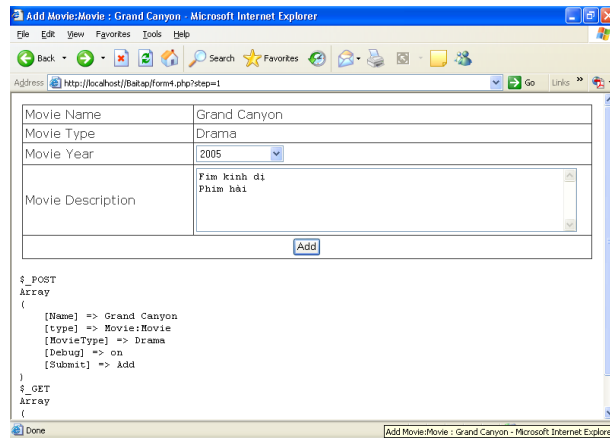 Add Movie:Movie : Grand Canyon - Microsoft Internet Explorer
File Edit View Favorites Tools Help
Back Search Favorites
Address http://localhost//Baitap/form4.php?step=1 Go Links »
Movie Name Grand Canyon
Movie Type Drama
Movie Year 2005
Movie Description Fim kinh dị
Phim hài
Add
$_POST
Array
(
[Name] => Grand Canyon
[type] => Movie:Movie
[MovieType] => Drama
[Debug] => on
[Submit] => Add
)
$_GET
Array
(
Done Add Movie:Movie : Grand Canyon - Microsoft Internet Explore